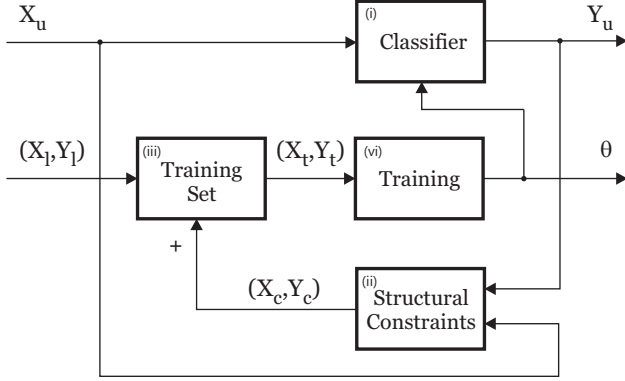 X_u
(i)
Classifier
Y_u
(X_l,Y_l)
(iii)
Training
Set
(X_t,Y_t)
(vi)
Training
θ
+
(X_c,Y_c)
(ii)
Structural
Constraints